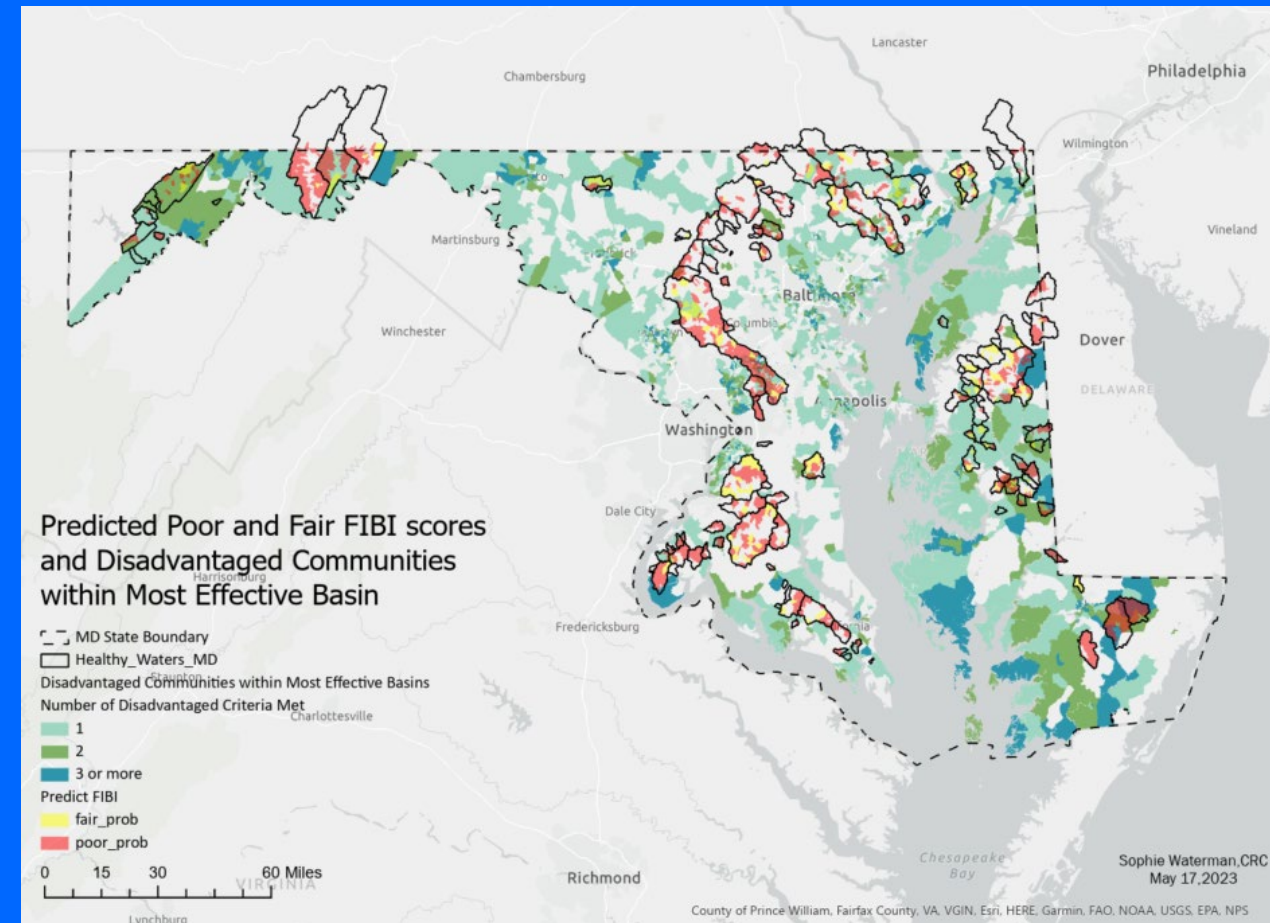 Lancaster
Philadelphia
Chambersburg
Wilmington
Vineland
Martinsburg
Baltimore
Winchester
Columbia
Dover
DELAWARE
Washington
Dale City
Predicted Poor and Fair FIBI scores
and Disadvantaged Communities
within Most Effective Basin
Harrisonburg
Fredericksburg
MD State Boundary
Healthy_Waters_MD
Staunton
Disadvantaged Communities within Most Effective Basins
Number of Disadvantaged Criteria Met
Charlottesville
1
2
3 or more
Predict FIBI
fair_prob
poor_prob
0 15 30 60 Miles
VIRGINIA
Richmond
Chesapeake
Bay
Sophie Waterman,CRC
May 17,2023
Lynchburg
County of Prince William, Fairfax County, VA, VGIN, Esri, HERE, Garmin, FAO, NOAA, USGS, EPA, NPS